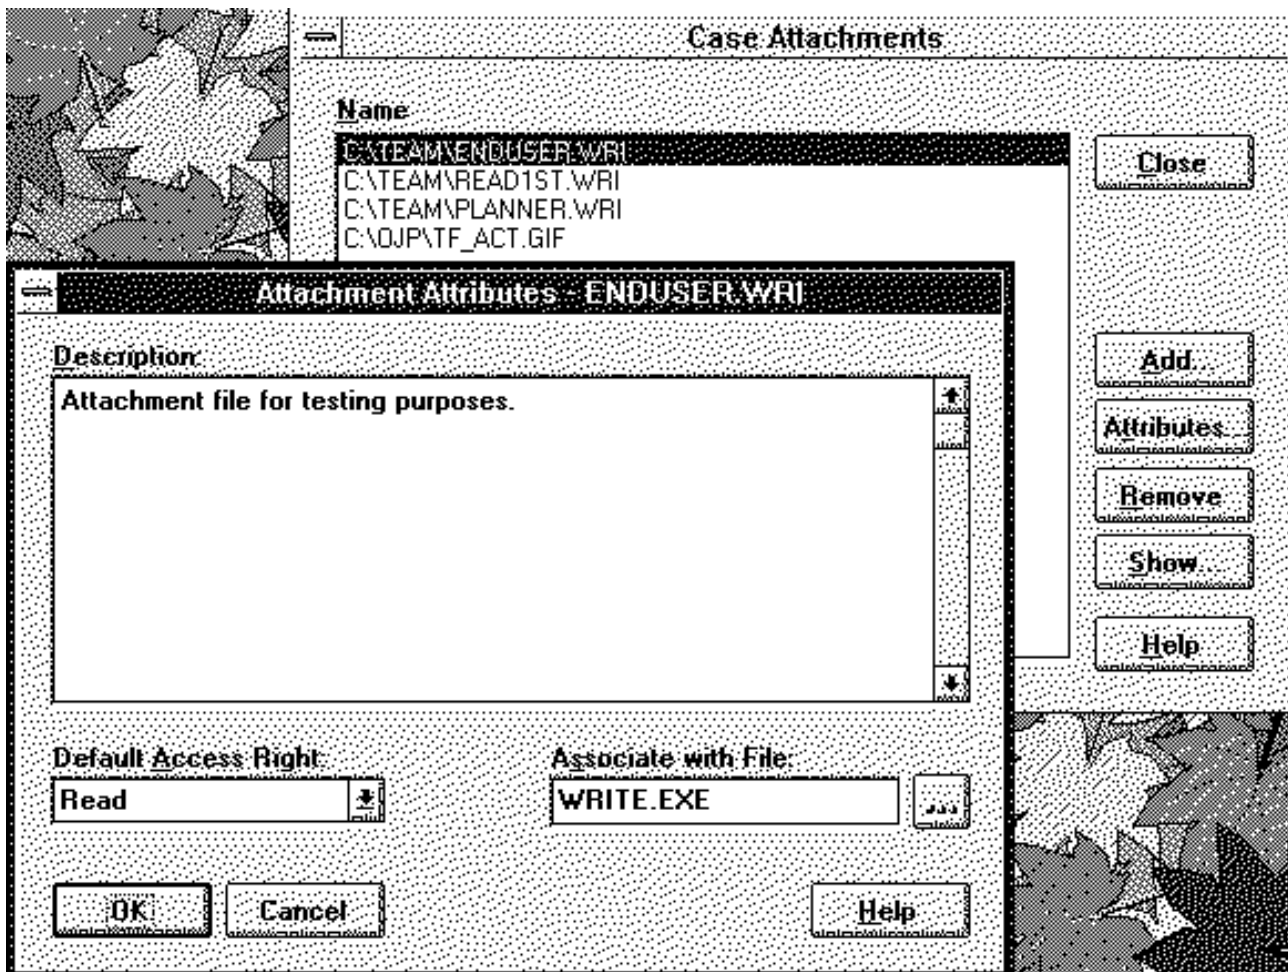 Case Attachments
Name
C:\TEAM\ENDUSER.WRI
C:\TEAM\READ1ST.WRI
C:\TEAM\PLANNER.WRI
C:\OJP\TF_ACT.GIF
Close
Add...
Attributes...
Remove
Show...
Help
Attachment Attributes - ENDUSER.WRI
Description:
Attachment file for testing purposes.
Default Access Right:
Read
Associate with File:
WRITE.EXE
...
OK
Cancel
Help